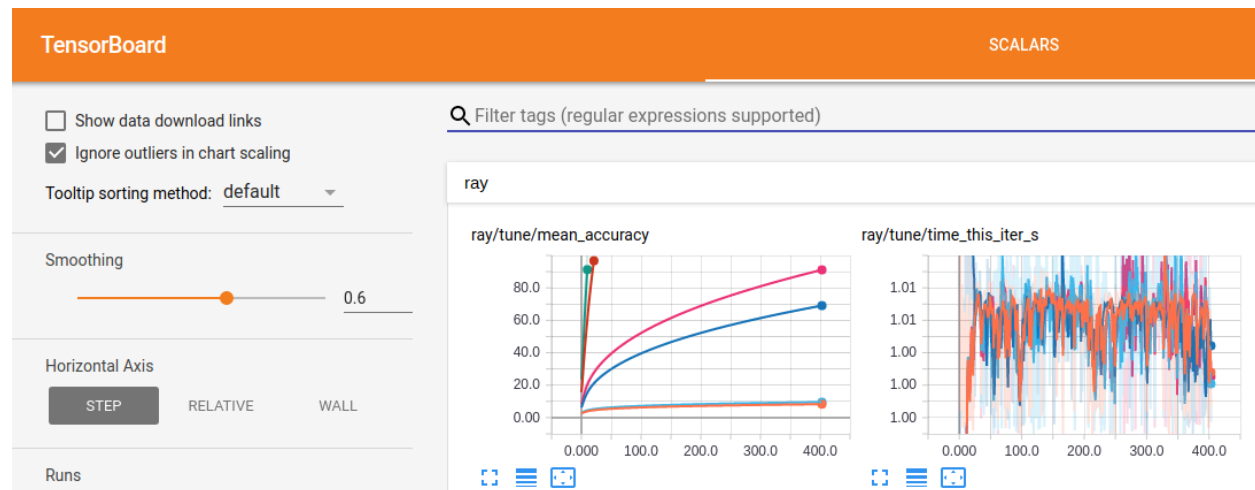 TensorBoard
SCALARS
Show data download links
Ignore outliers in chart scaling
Tooltip sorting method: default
Smoothing
0.6
Horizontal Axis
STEP RELATIVE WALL
Runs
Filter tags (regular expressions supported)
ray
ray/tune/mean_accuracy
80.0
60.0
40.0
20.0
0.00
0.000 100.0 200.0 300.0 400.0
ray/tune/time_this_iter_s
1.01
1.01
1.00
1.00
1.00
0.000 100.0 200.0 300.0 400.0